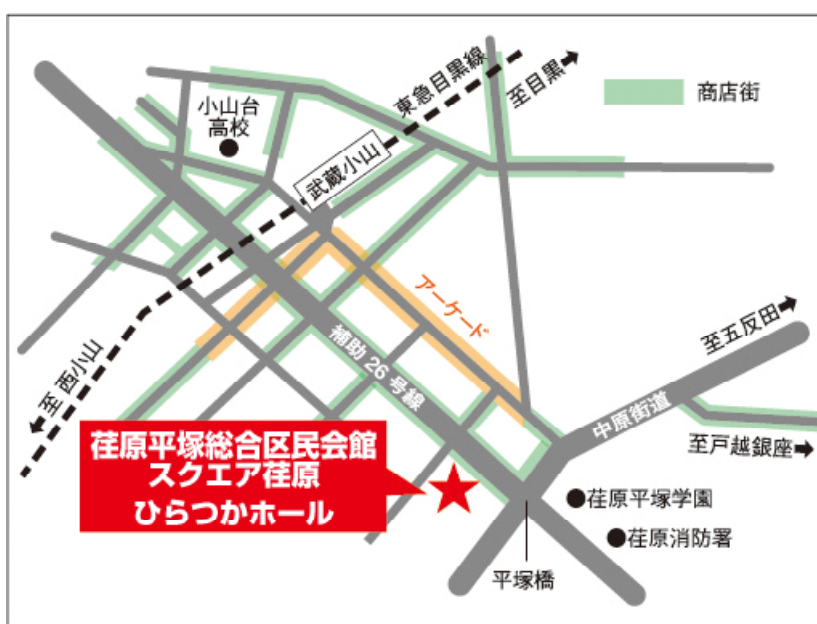 東急目黒線
至目黒
商店街
小山台
高校
武蔵小山
アーケード
至五反田
補助26号線
中原街道
至西小山
至戸越銀座
荏原平塚総合区民会館
スクエア荏原
ひらつかホール
荏原平塚学園
荏原消防署
平塚橋